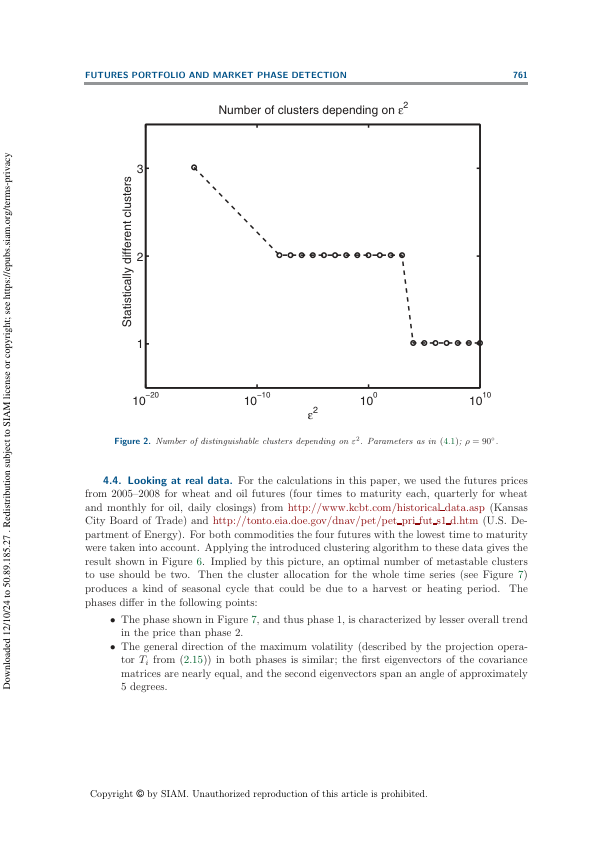 FUTURES PORTFOLIO AND MARKET PHASE DETECTION 761
Number of clusters depending on ε²
Statistically different clusters
3
2
1
10⁻²⁰ 10⁻¹⁰ 10⁰ 10¹⁰
ε²
Figure 2. Number of distinguishable clusters depending on ε². Parameters as in (4.1); ρ = 90°.
4.4. Looking at real data. For the calculations in this paper, we used the futures prices
from 2005–2008 for wheat and oil futures (four times to maturity each, quarterly for wheat
and monthly for oil, daily closings) from http://www.kcbt.com/historical_data.asp (Kansas
City Board of Trade) and http://tonto.eia.doe.gov/dnav/pet/pet_pri_fut_s1_d.htm (U.S. De-
partment of Energy). For both commodities the four futures with the lowest time to maturity
were taken into account. Applying the introduced clustering algorithm to these data gives the
result shown in Figure 6. Implied by this picture, an optimal number of metastable clusters
to use should be two. Then the cluster allocation for the whole time series (see Figure 7)
produces a kind of seasonal cycle that could be due to a harvest or heating period. The
phases differ in the following points:
• The phase shown in Figure 7, and thus phase 1, is characterized by lesser overall trend
in the price than phase 2.
• The general direction of the maximum volatility (described by the projection opera-
tor Tᵢ from (2.15)) in both phases is similar; the first eigenvectors of the covariance
matrices are nearly equal, and the second eigenvectors span an angle of approximately
5 degrees.
Copyright © by SIAM. Unauthorized reproduction of this article is prohibited.
Downloaded 12/10/24 to 50.89.185.27 . Redistribution subject to SIAM license or copyright; see https://epubs.siam.org/terms-privacy